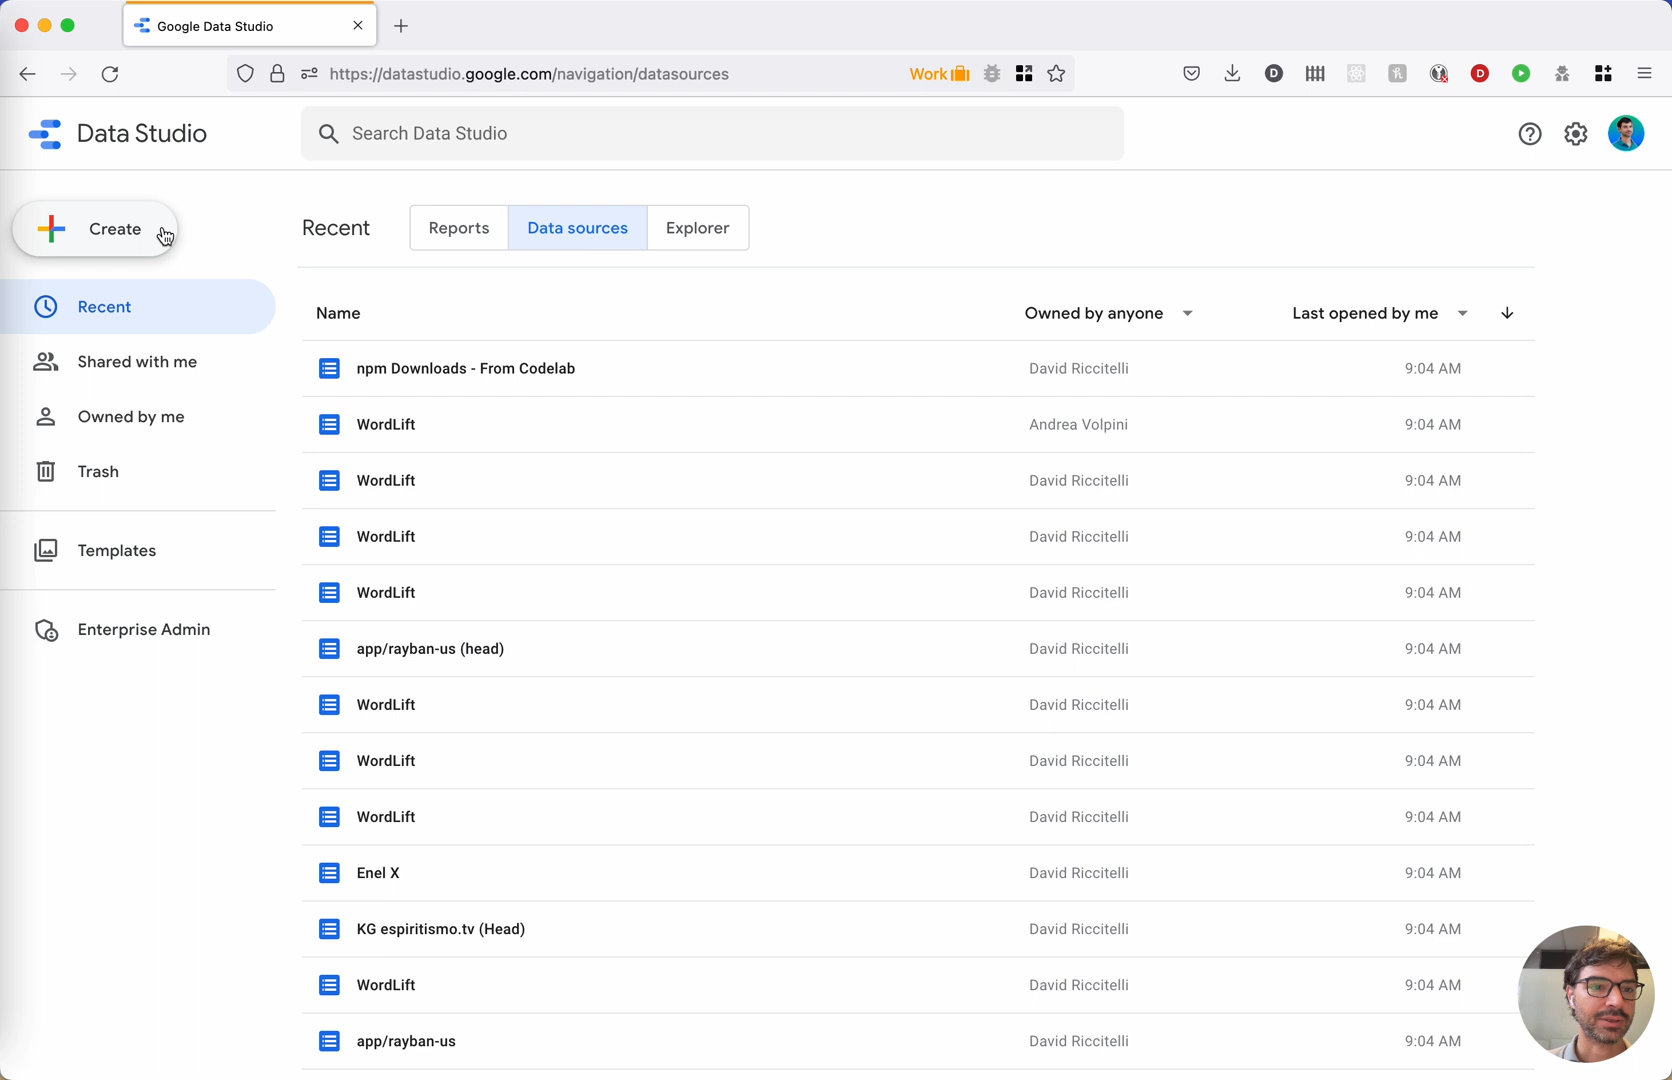 Google Data Studio
https://datastudio.google.com/navigation/datasources
Work
D
D
Data Studio
Search Data Studio
Create
Recent
Shared with me
Owned by me
Trash
Templates
Enterprise Admin
Recent
Reports
Data sources
Explorer
Name
Owned by anyone
Last opened by me
npm Downloads - From Codelab
David Riccitelli
9:04 AM
WordLift
Andrea Volpini
9:04 AM
WordLift
David Riccitelli
9:04 AM
WordLift
David Riccitelli
9:04 AM
WordLift
David Riccitelli
9:04 AM
app/rayban-us (head)
David Riccitelli
9:04 AM
WordLift
David Riccitelli
9:04 AM
WordLift
David Riccitelli
9:04 AM
WordLift
David Riccitelli
9:04 AM
Enel X
David Riccitelli
9:04 AM
KG espiritismo.tv (Head)
David Riccitelli
9:04 AM
WordLift
David Riccitelli
9:04 AM
app/rayban-us
David Riccitelli
9:04 AM